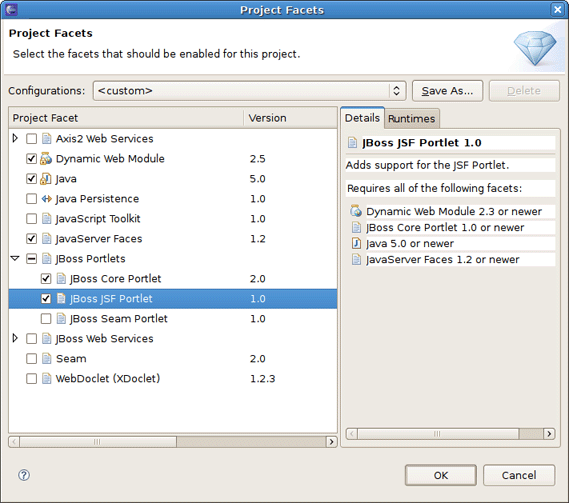 Project Facets
Project Facets
Select the facets that should be enabled for this project.
Configurations: <custom> Save As... Delete
Project Facet Version
Axis2 Web Services
Dynamic Web Module 2.5
Java 5.0
Java Persistence 1.0
JavaScript Toolkit 1.0
JavaServer Faces 1.2
JBoss Portlets
JBoss Core Portlet 2.0
JBoss JSF Portlet 1.0
JBoss Seam Portlet 1.0
JBoss Web Services
Seam 2.0
WebDoclet (XDoclet) 1.2.3
Details Runtimes
JBoss JSF Portlet 1.0
Adds support for the JSF Portlet.
Requires all of the following facets:
Dynamic Web Module 2.3 or newer
JBoss Core Portlet 1.0 or newer
Java 5.0 or newer
JavaServer Faces 1.2 or newer
? OK Cancel